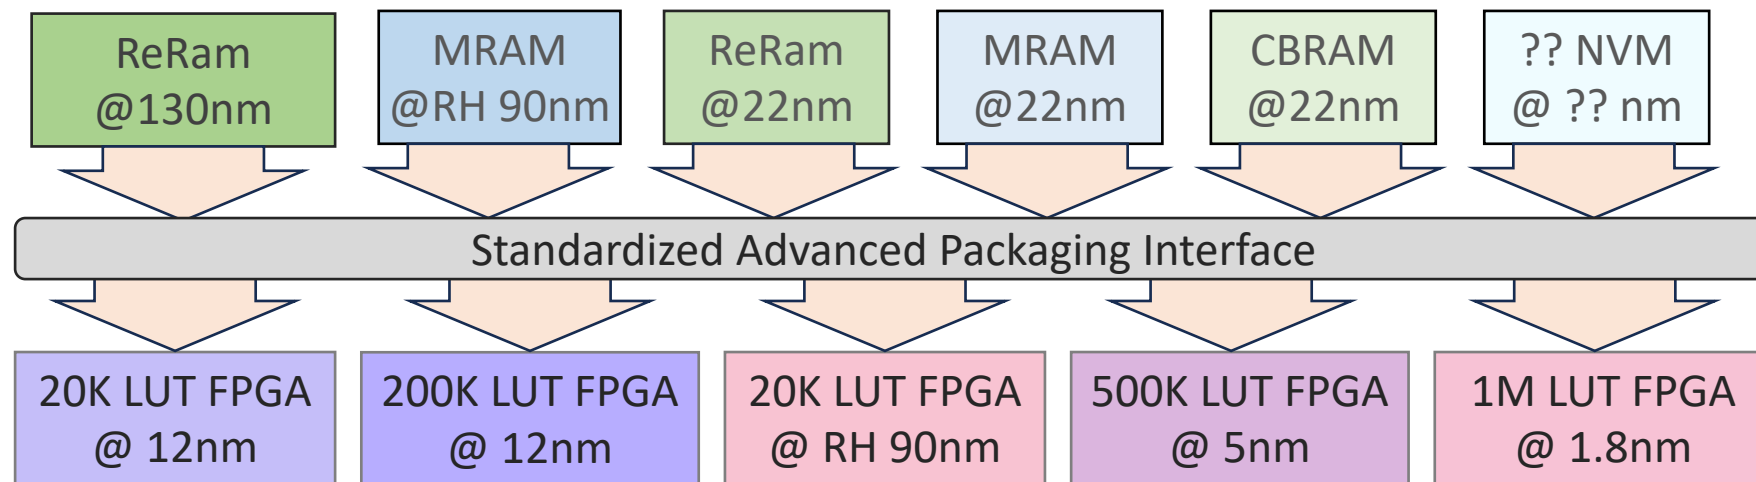 ReRam
@130nm
MRAM
@RH 90nm
ReRam
@22nm
MRAM
@22nm
CBRAM
@22nm
?? NVM
@ ?? nm
Standardized Advanced Packaging Interface
20K LUT FPGA
@ 12nm
200K LUT FPGA
@ 12nm
20K LUT FPGA
@ RH 90nm
500K LUT FPGA
@ 5nm
1M LUT FPGA
@ 1.8nm